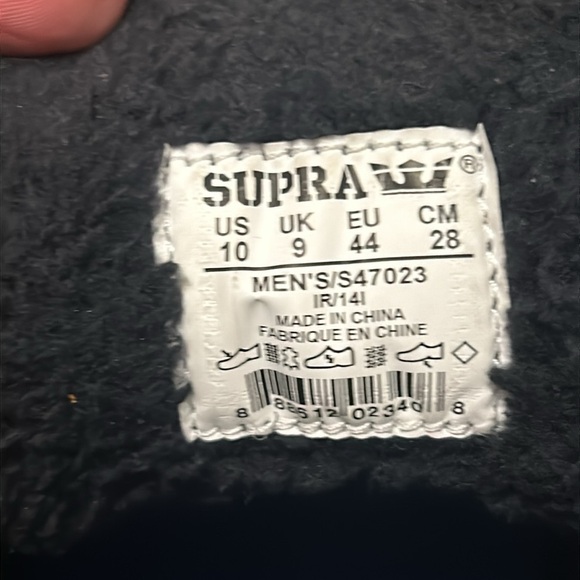 SUPRA ®
US UK EU CM
10 9 44 28
MEN'S/S47023
IR/14I
MADE IN CHINA
FABRIQUE EN CHINE
8 88612 02340 8